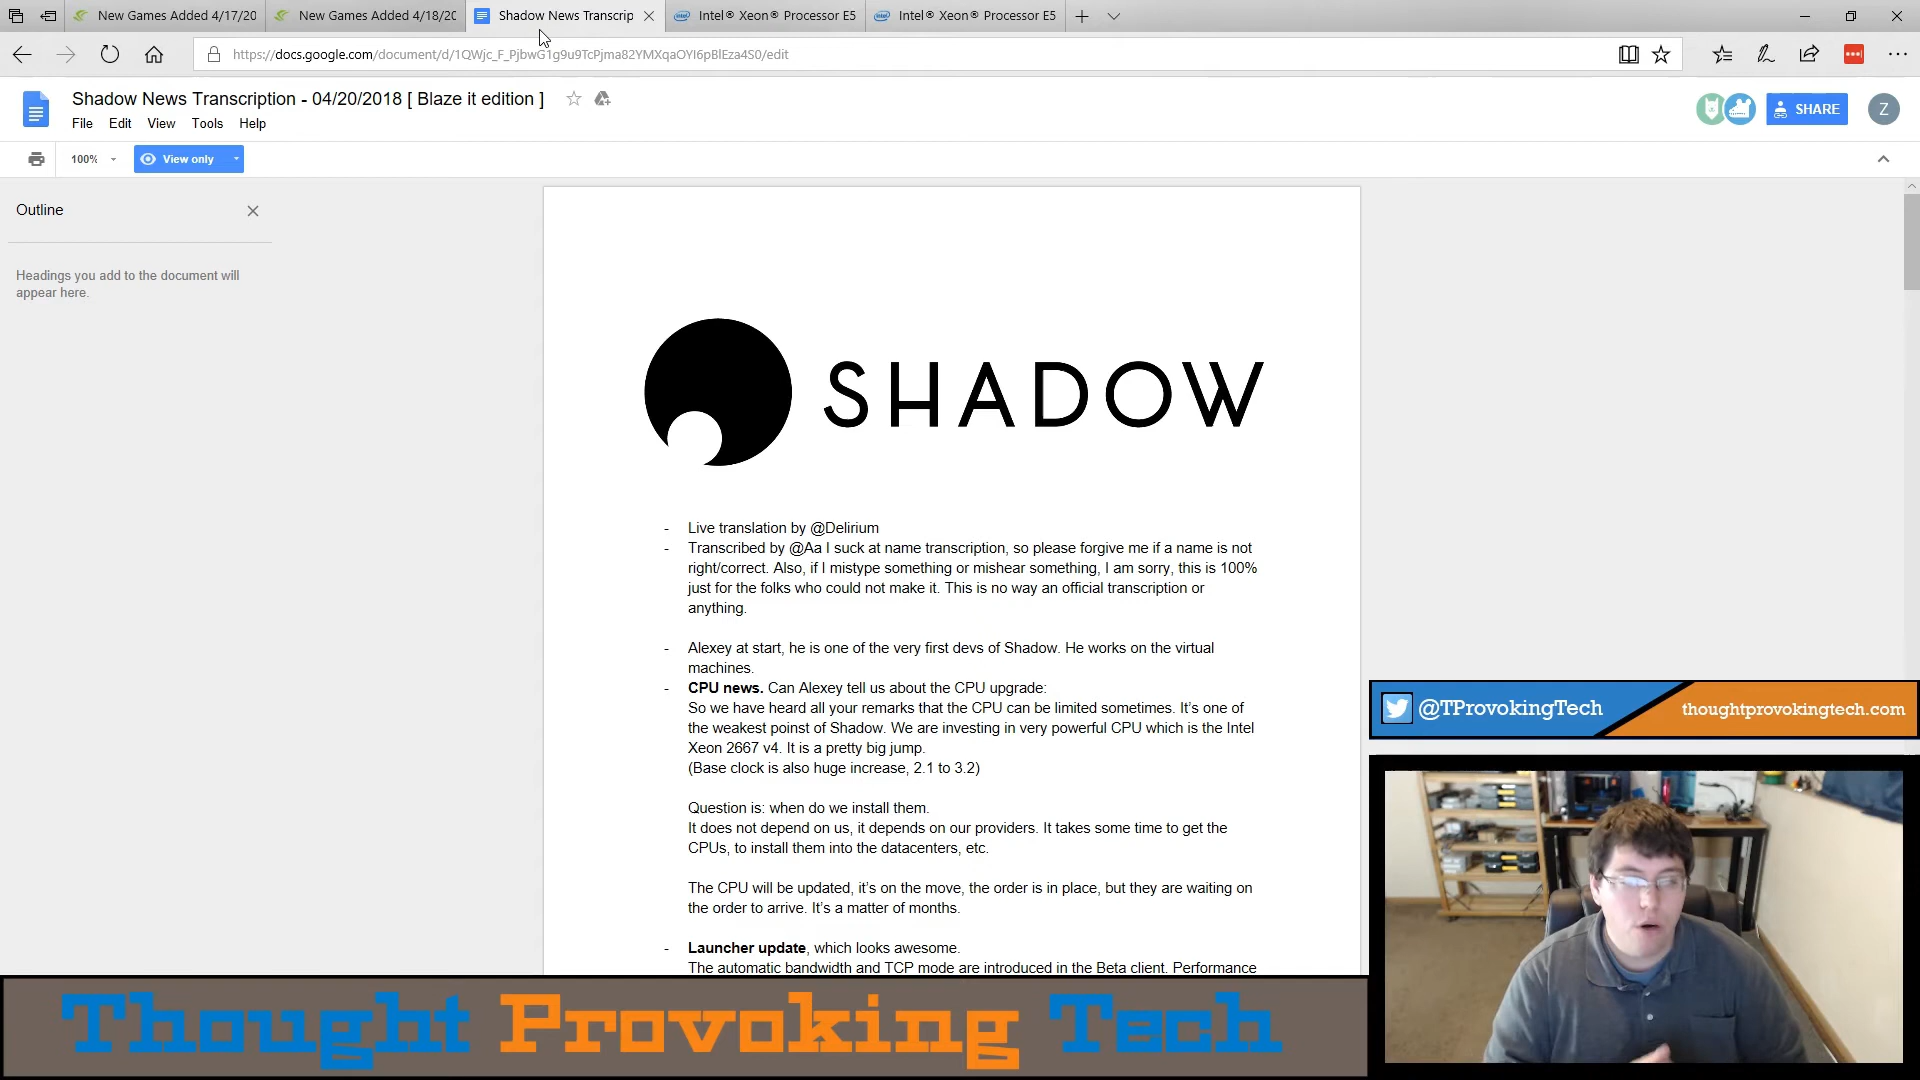 New Games Added 4/17/20
New Games Added 4/18/20
Shadow News Transcrip
Intel® Xeon® Processor E5
Intel® Xeon® Processor E5
https://docs.google.com/document/d/1QWjc_F_PjbwG1g9u9TcPjma82YMXqaOYI6pBlEza4S0/edit
Shadow News Transcription - 04/20/2018 [ Blaze it edition ]
SHARE
Z
File Edit View Tools Help
100%
View only
Outline
Headings you add to the document will
appear here.
SHADOW
- Live translation by @Delirium
- Transcribed by @Aa I suck at name transcription, so please forgive me if a name is not
right/correct. Also, if I mistype something or mishear something, I am sorry, this is 100%
just for the folks who could not make it. This is no way an official transcription or
anything.
- Alexey at start, he is one of the very first devs of Shadow. He works on the virtual
machines.
- CPU news. Can Alexey tell us about the CPU upgrade:
So we have heard all your remarks that the CPU can be limited sometimes. It's one of
the weakest poinst of Shadow. We are investing in very powerful CPU which is the Intel
Xeon 2667 v4. It is a pretty big jump.
(Base clock is also huge increase, 2.1 to 3.2)
Question is: when do we install them.
It does not depend on us, it depends on our providers. It takes some time to get the
CPUs, to install them into the datacenters, etc.
The CPU will be updated, it's on the move, the order is in place, but they are waiting on
the order to arrive. It's a matter of months.
- Launcher update, which looks awesome.
The automatic bandwidth and TCP mode are introduced in the Beta client. Performance
@TProvokingTech
thoughtprovokingtech.com
Thought Provoking Tech